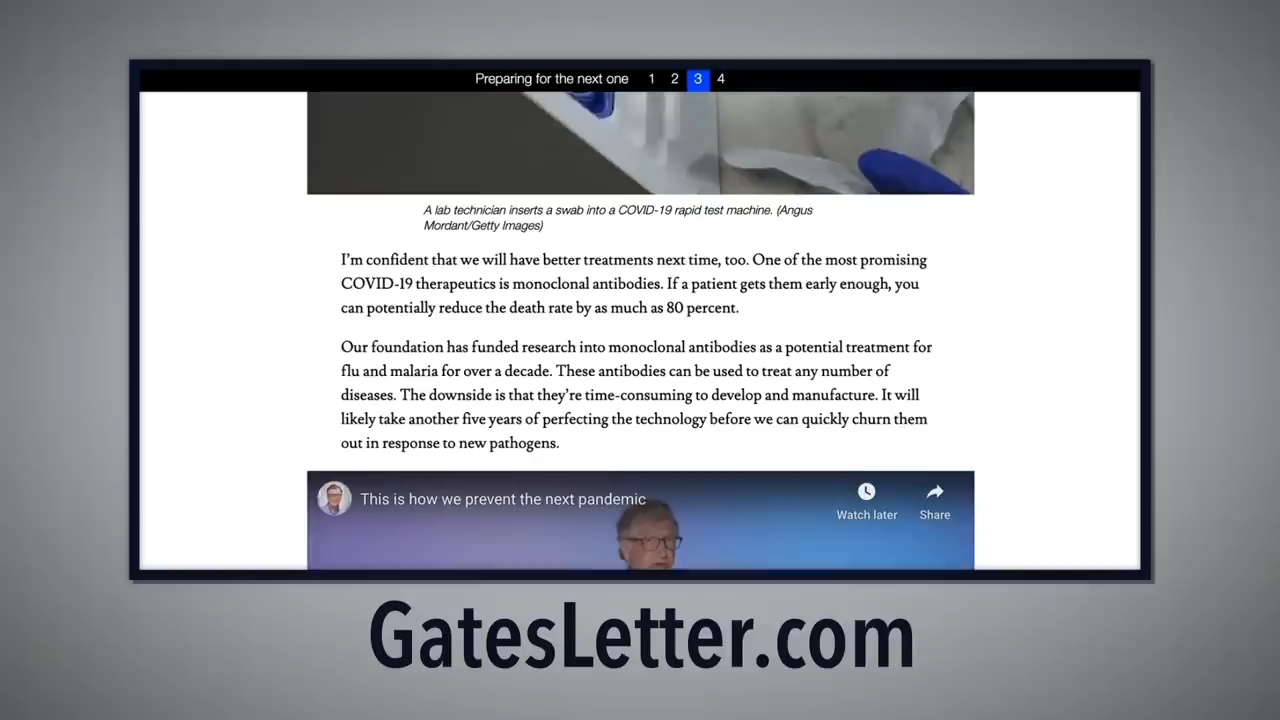 Preparing for the next one 1 2 3 4
A lab technician inserts a swab into a COVID-19 rapid test machine. (Angus
Mordant/Getty Images)
I'm confident that we will have better treatments next time, too. One of the most promising
COVID-19 therapeutics is monoclonal antibodies. If a patient gets them early enough, you
can potentially reduce the death rate by as much as 80 percent.
Our foundation has funded research into monoclonal antibodies as a potential treatment for
flu and malaria for over a decade. These antibodies can be used to treat any number of
diseases. The downside is that they're time-consuming to develop and manufacture. It will
likely take another five years of perfecting the technology before we can quickly churn them
out in response to new pathogens.
This is how we prevent the next pandemic
Watch later Share
GatesLetter.com